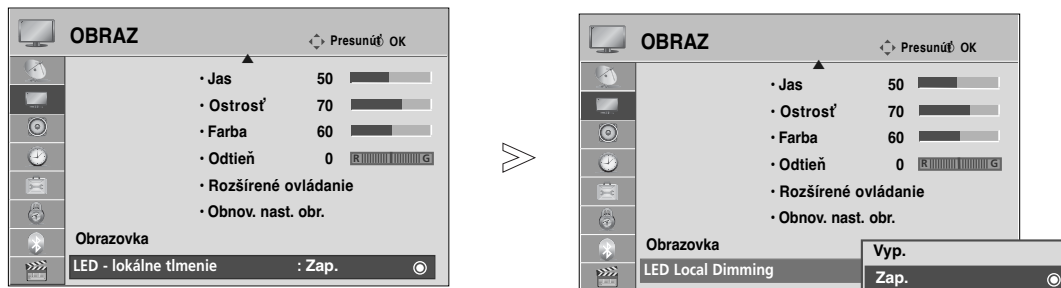 OBRAZ
Presunúť OK
• Jas 50
• Ostrosť 70
• Farba 60
• Odtieň 0 R G
• Rozšírené ovládanie
• Obnov. nast. obr.
Obrazovka
LED - lokálne tlmenie : Zap.
OBRAZ
Presunúť OK
• Jas 50
• Ostrosť 70
• Farba 60
• Odtieň 0 R G
• Rozšírené ovládanie
• Obnov. nast. obr.
Obrazovka
LED Local Dimming
Vyp.
Zap.